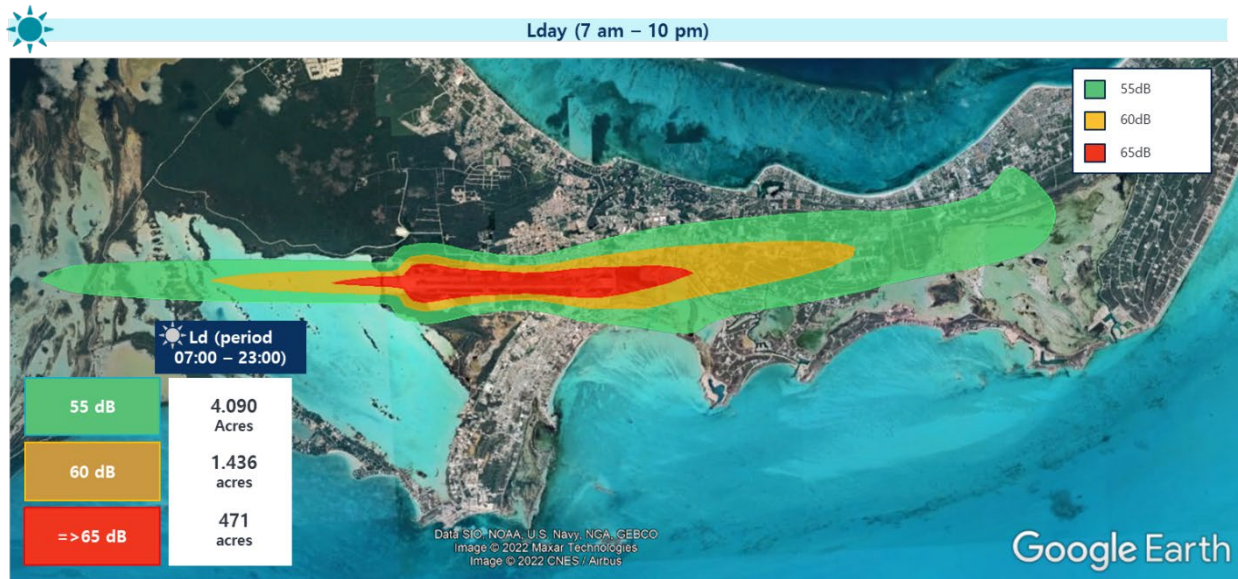 Lday (7 am – 10 pm)
55dB
60dB
65dB
Ld (period
07:00 – 23:00)
55 dB
4.090
Acres
60 dB
1.436
acres
=>65 dB
471
acres
Data SIO, NOAA, U.S. Navy, NGA, GEBCO
Image © 2022 Maxar Technologies
Image © 2022 CNES / Airbus
Google Earth